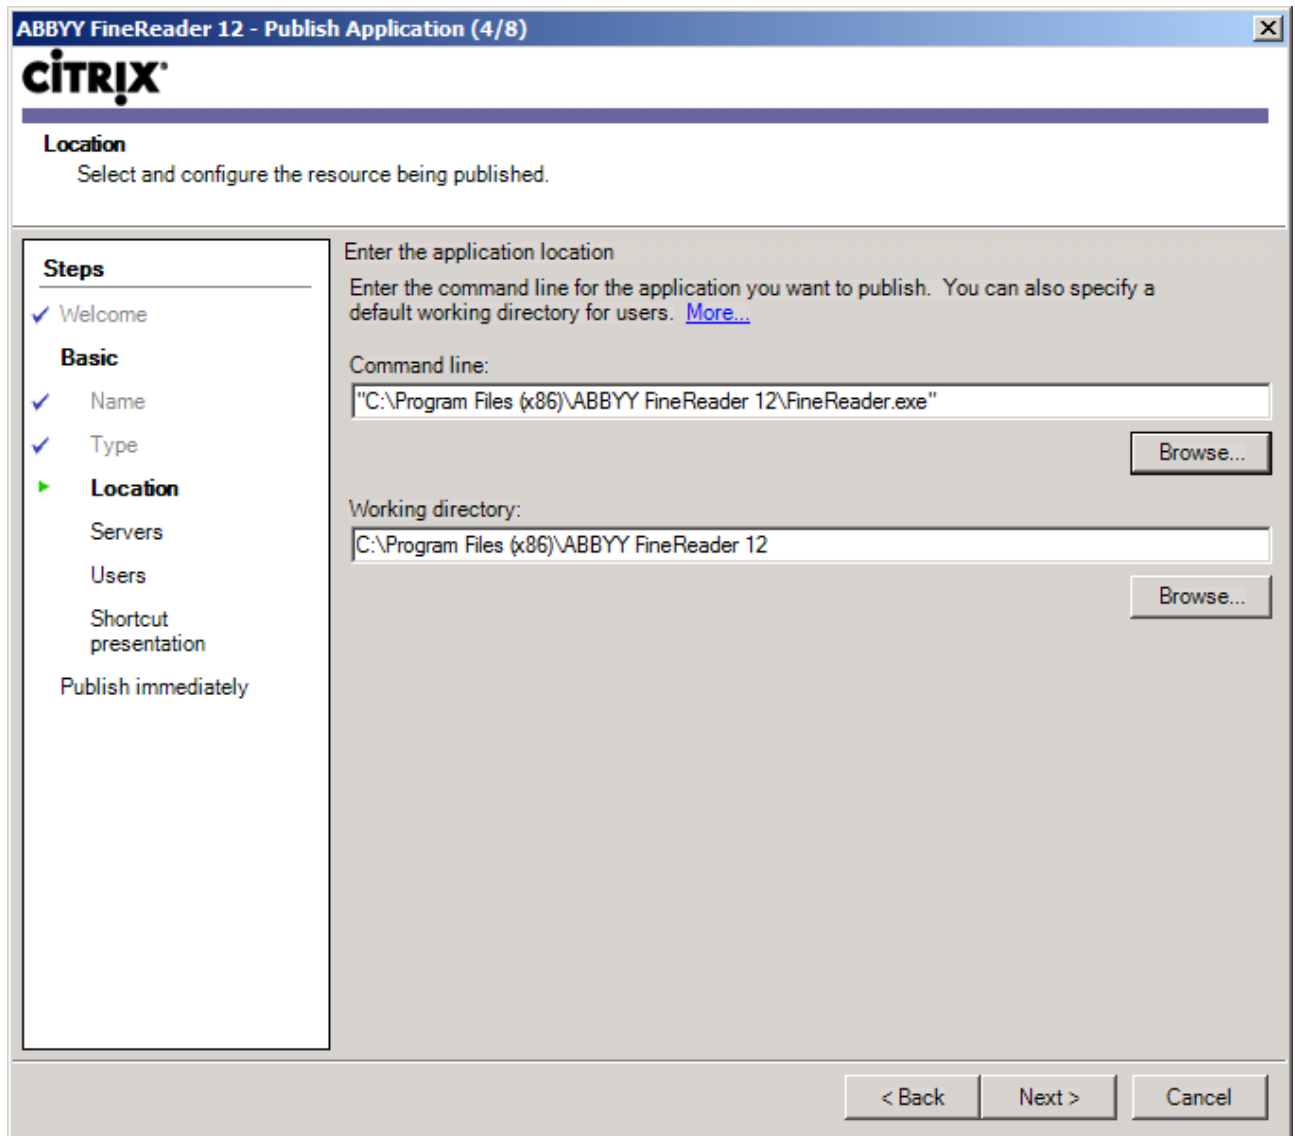 ABBYY FineReader 12 - Publish Application (4/8)
CITRIX
Location
Select and configure the resource being published.
Steps
Welcome
Basic
Name
Type
Location
Servers
Users
Shortcut
presentation
Publish immediately
Enter the application location
Enter the command line for the application you want to publish. You can also specify a
default working directory for users. More...
Command line:
"C:\Program Files (x86)\ABBYY FineReader 12\FineReader.exe"
Browse...
Working directory:
C:\Program Files (x86)\ABBYY FineReader 12
Browse...
< Back
Next >
Cancel